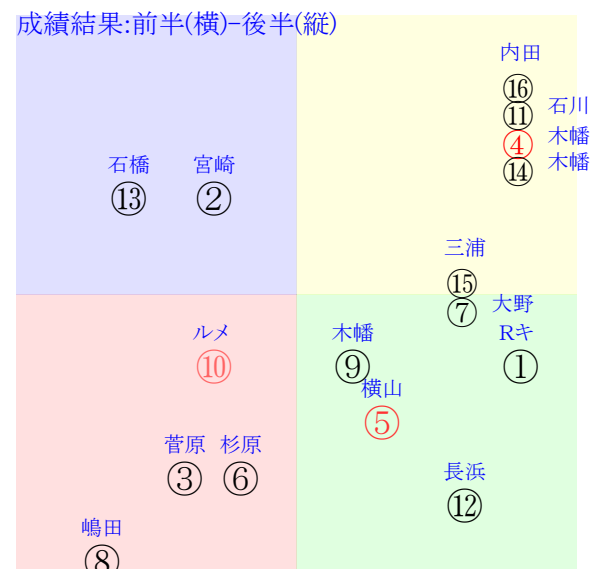 成績結果:前半(横)-後半(縦)
内田
⑯
⑪ 石川
④ 木幡
⑭ 木幡
石橋 宮崎
⑬ ②
三浦
⑮
⑦ 大野
ルメ 木幡 Rキ
⑩ ⑨ ①
横山
⑤
菅原 杉原 長浜
③ ⑥ ⑫
嶋田
⑧